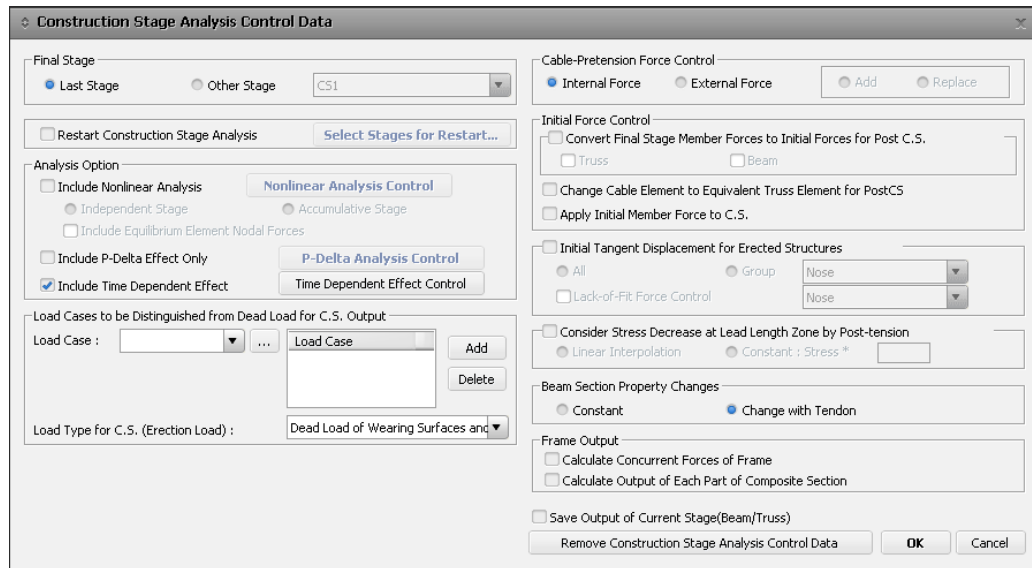 Construction Stage Analysis Control Data
Final Stage
Last Stage
Other Stage
CS1
Restart Construction Stage Analysis
Select Stages for Restart...
Analysis Option
Include Nonlinear Analysis
Nonlinear Analysis Control
Independent Stage
Accumulative Stage
Include Equilibrium Element Nodal Forces
Include P-Delta Effect Only
P-Delta Analysis Control
Include Time Dependent Effect
Time Dependent Effect Control
Load Cases to be Distinguished from Dead Load for C.S. Output
Load Case :
...
Load Case
Add
Delete
Load Type for C.S. (Erection Load) :
Dead Load of Wearing Surfaces and
Cable-Pretension Force Control
Internal Force
External Force
Add
Replace
Initial Force Control
Convert Final Stage Member Forces to Initial Forces for Post C.S.
Truss
Beam
Change Cable Element to Equivalent Truss Element for PostCS
Apply Initial Member Force to C.S.
Initial Tangent Displacement for Erected Structures
All
Group
Nose
Lack-of-Fit Force Control
Nose
Consider Stress Decrease at Lead Length Zone by Post-tension
Linear Interpolation
Constant : Stress *
Beam Section Property Changes
Constant
Change with Tendon
Frame Output
Calculate Concurrent Forces of Frame
Calculate Output of Each Part of Composite Section
Save Output of Current Stage(Beam/Truss)
Remove Construction Stage Analysis Control Data
OK
Cancel